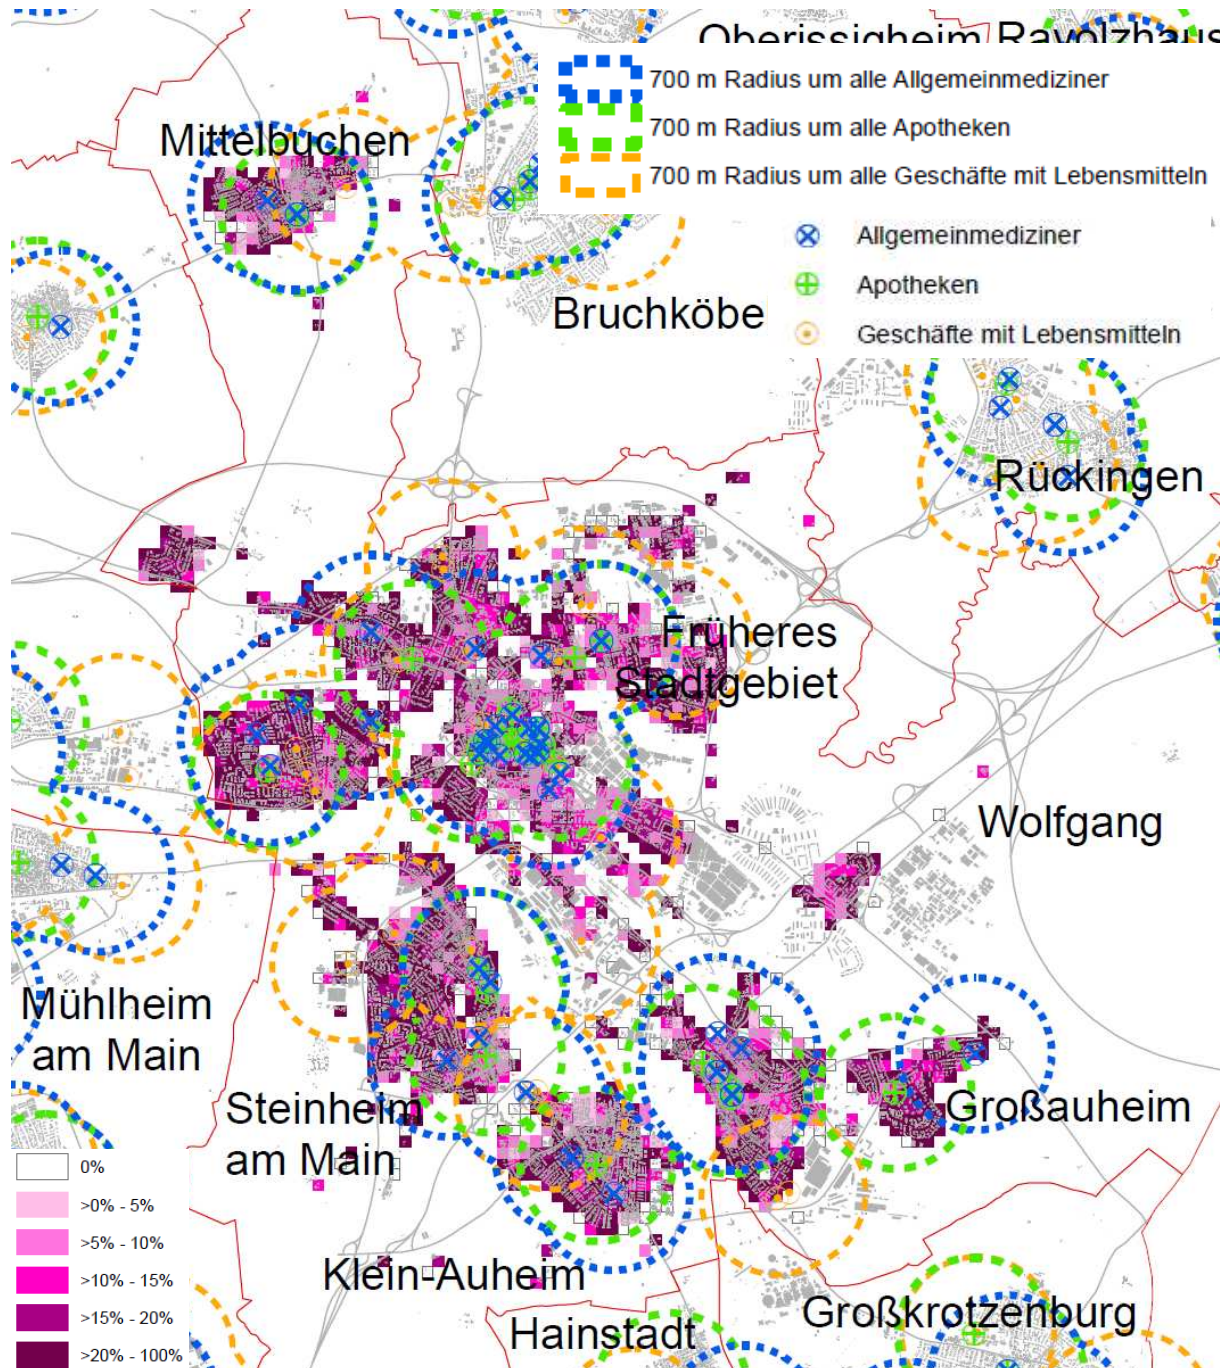 Oberissigheim Ravolzhaus
700 m Radius um alle Allgemeinmediziner
700 m Radius um alle Apotheken
700 m Radius um alle Geschäfte mit Lebensmitteln
Mittelbuchen
Allgemeinmediziner
Apotheken
Geschäfte mit Lebensmitteln
Bruchköbe
Rückingen
Früheres
Stadtgebiet
Wolfgang
Mühlheim
am Main
Steinheim
am Main
Großauheim
Klein-Auheim
Hainstadt
Großkrotzenburg
0%
>0% - 5%
>5% - 10%
>10% - 15%
>15% - 20%
>20% - 100%